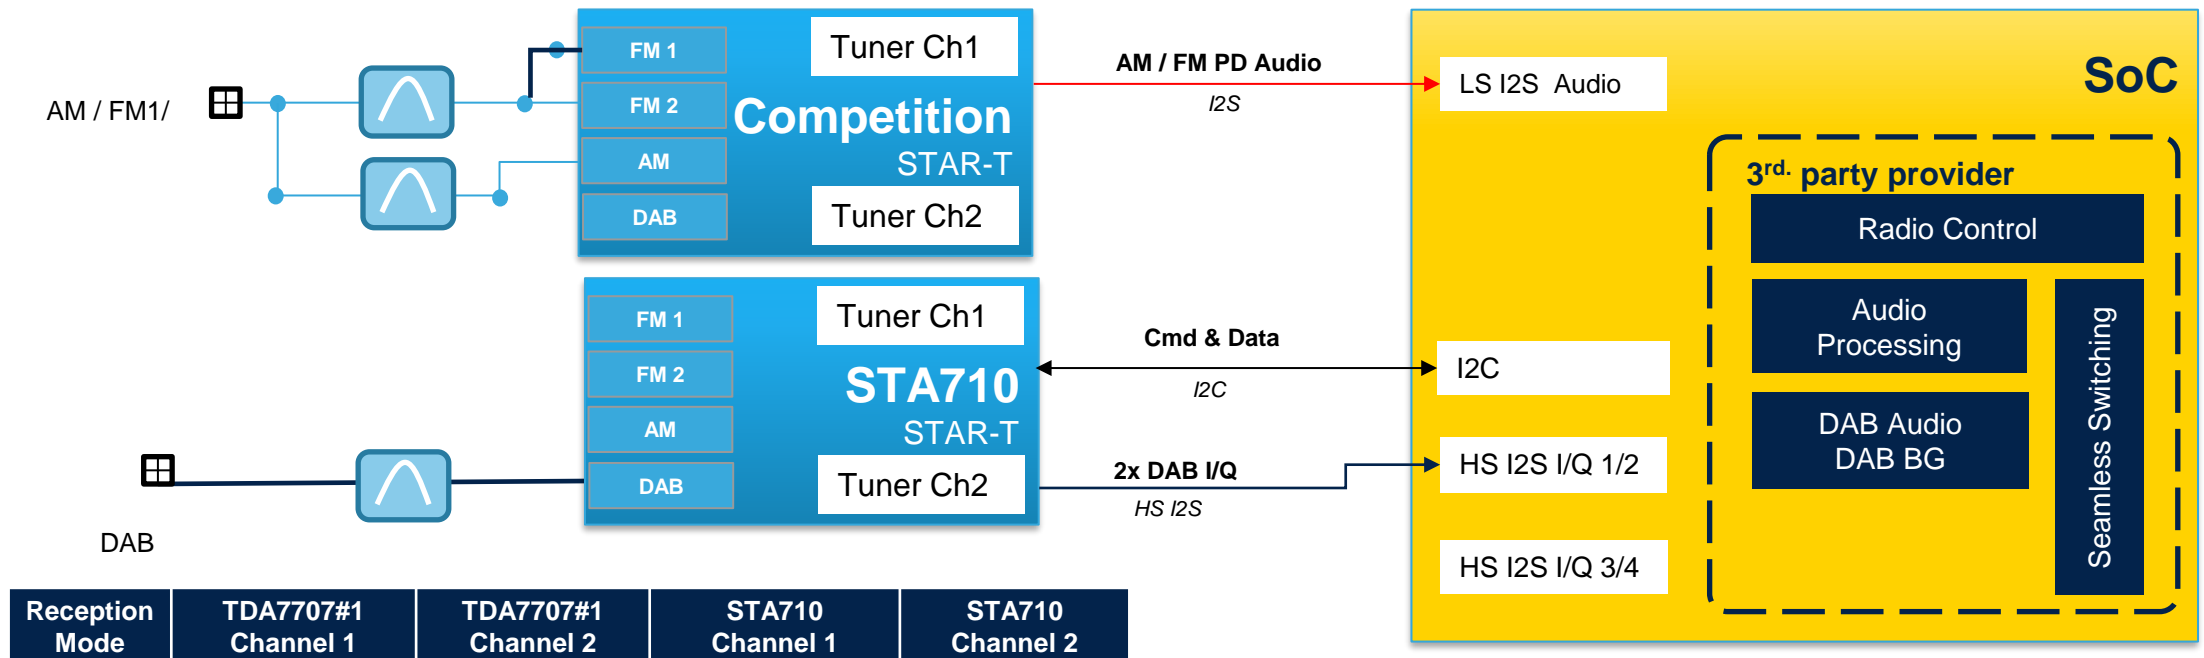 AM / FM1/
FM 1
FM 2
AM
DAB
Tuner Ch1
Competition
STAR-T
Tuner Ch2
AM / FM PD Audio
I2S
LS I2S Audio
SoC
3rd. party provider
Radio Control
Audio
Processing
DAB Audio
DAB BG
Seamless Switching
FM 1
FM 2
AM
DAB
Tuner Ch1
STA710
STAR-T
Tuner Ch2
Cmd & Data
I2C
I2C
2x DAB I/Q
HS I2S
HS I2S I/Q 1/2
HS I2S I/Q 3/4
DAB
Reception
Mode
TDA7707#1
Channel 1
TDA7707#1
Channel 2
STA710
Channel 1
STA710
Channel 2